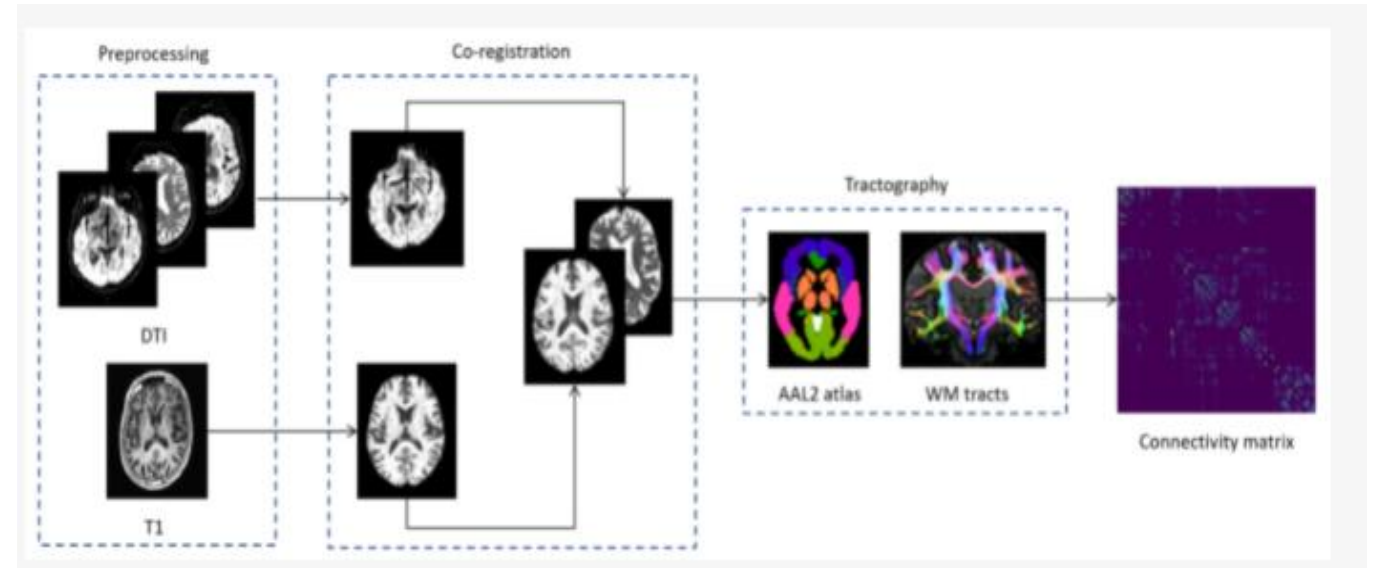 Preprocessing
Co-registration
DTI
T1
Tractography
AAL2 atlas
WM tracts
Connectivity matrix